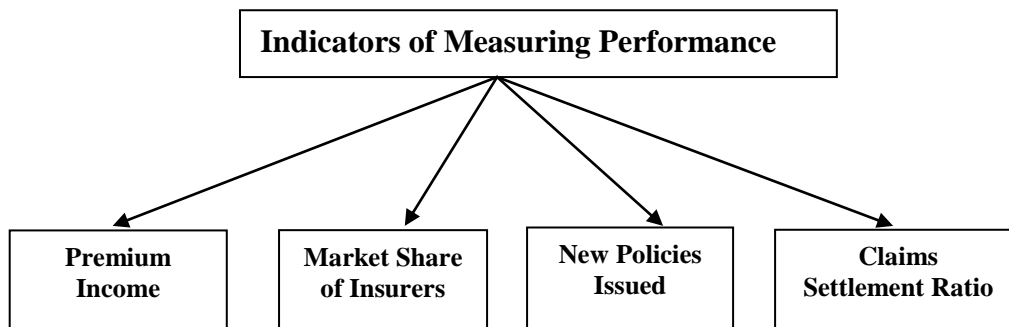 Indicators of Measuring Performance
Premium
Income
Market Share
of Insurers
New Policies
Issued
Claims
Settlement Ratio